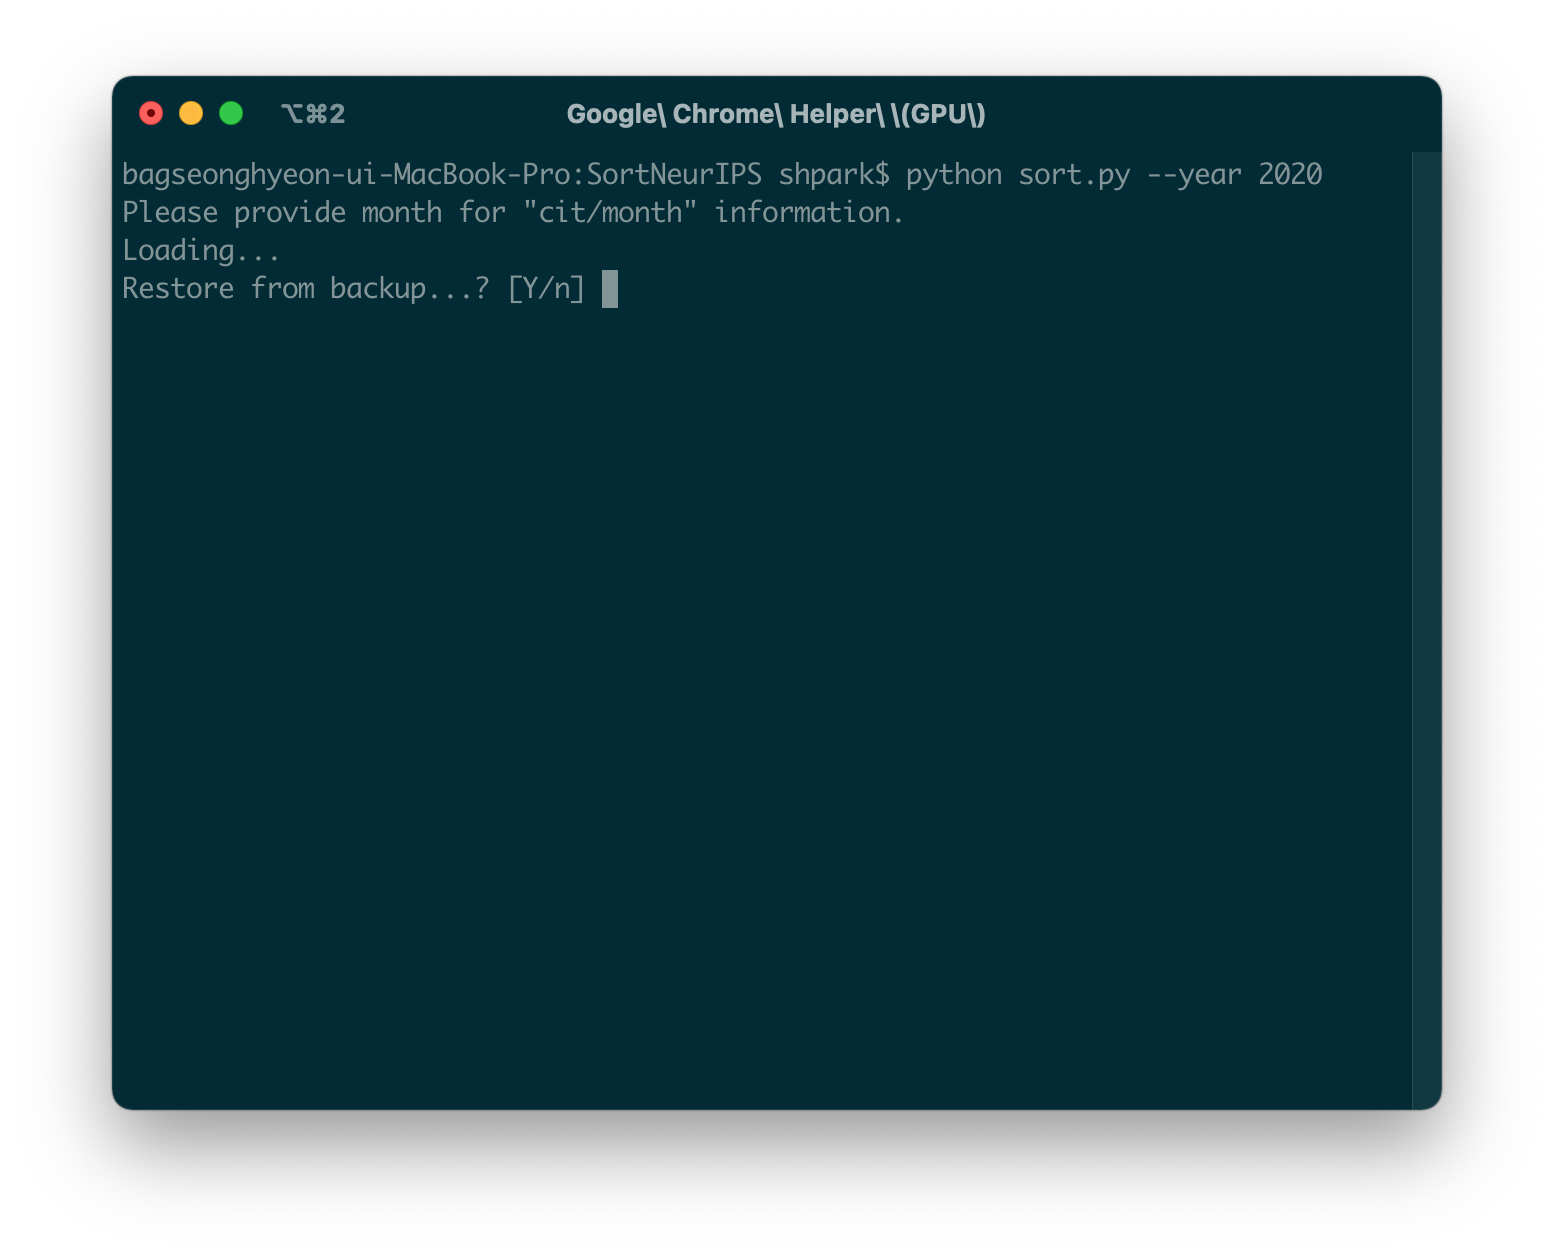 ⌥⌘2
Google\ Chrome\ Helper\ \(GPU\)
bagseonghyeon-ui-MacBook-Pro:SortNeurIPS shpark$ python sort.py --year 2020
Please provide month for "cit/month" information.
Loading...
Restore from backup...? [Y/n]